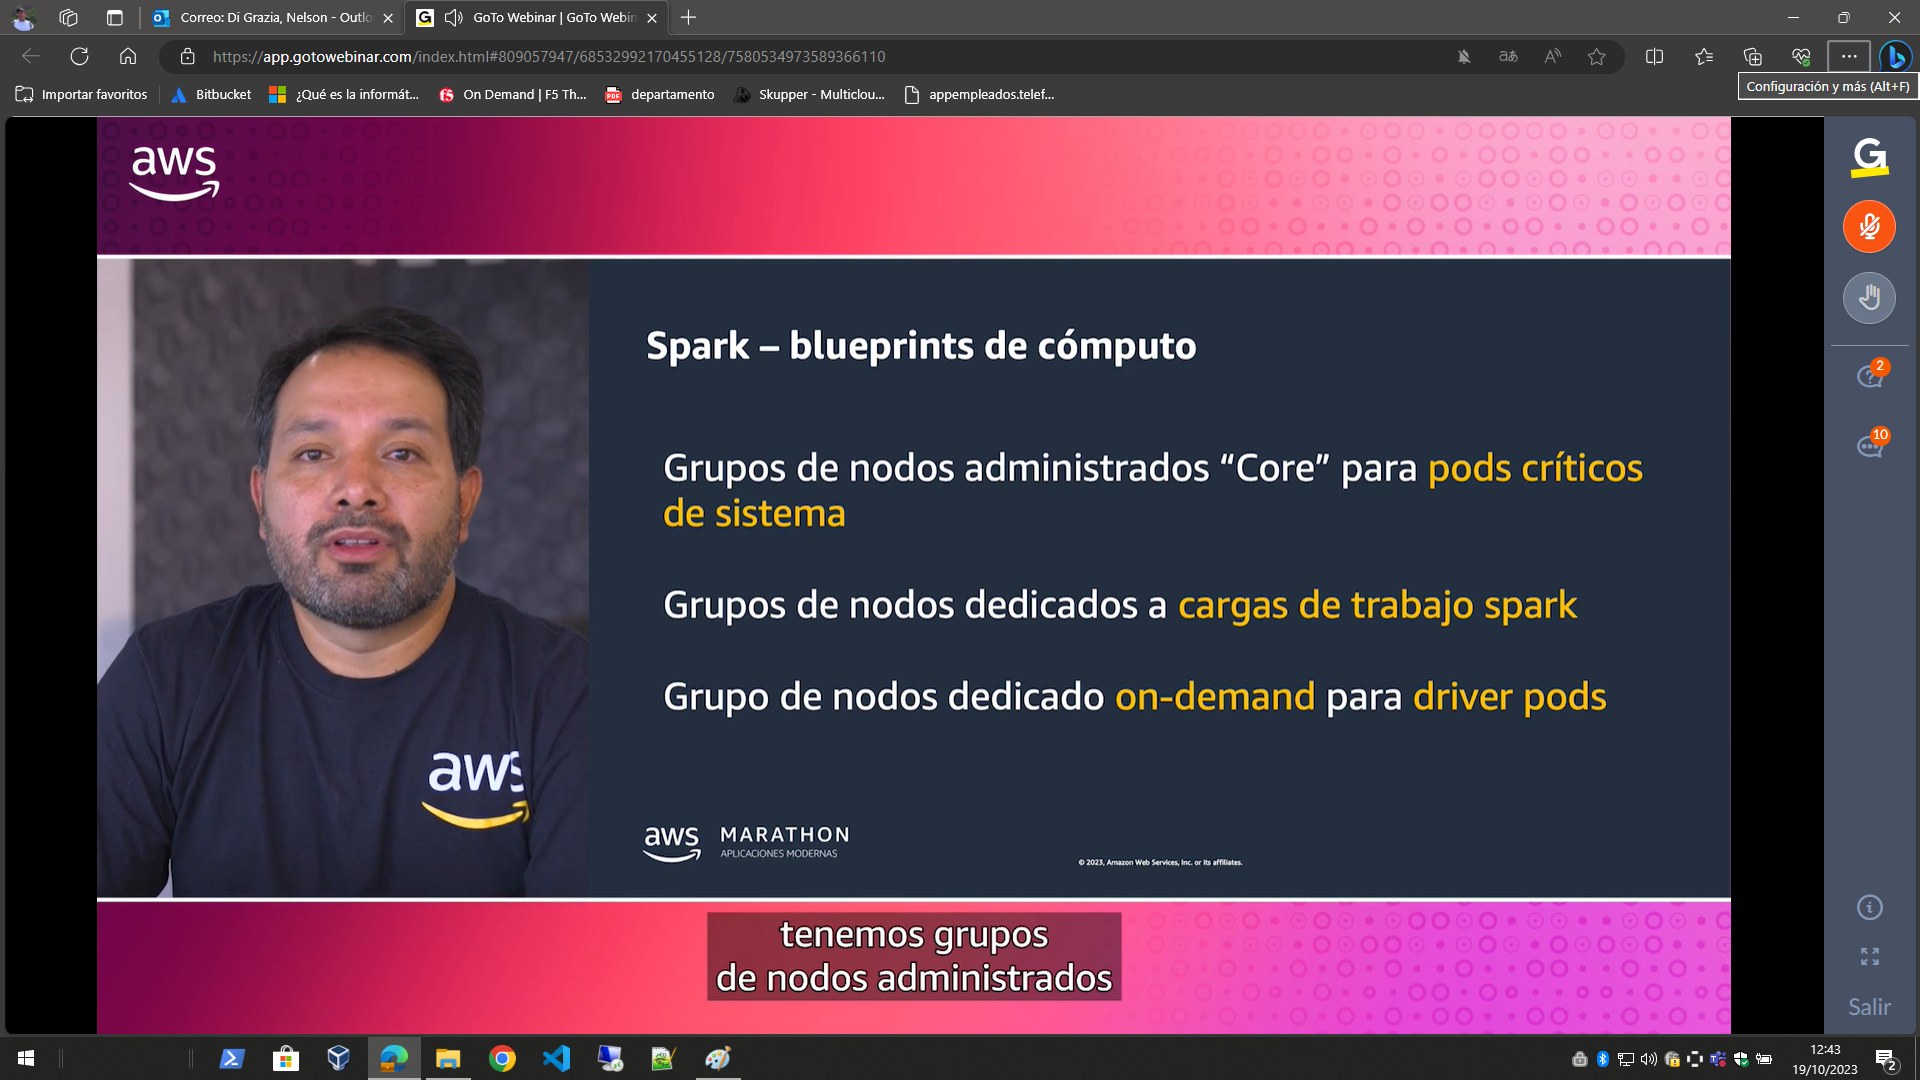 Correo: Di Grazia, Nelson - Outlo
GoTo Webinar | GoTo Webin
https://app.gotowebinar.com/index.html#809057947/68532992170455128/7580534973589366110
Importar favoritos
Bitbucket
¿Qué es la informát...
On Demand | F5 Th...
departamento
Skupper - Multiclou...
appempleados.telef...
Configuración y más (Alt+F)
aws
Spark – blueprints de cómputo
Grupos de nodos administrados “Core” para pods críticos
de sistema
Grupos de nodos dedicados a cargas de trabajo spark
Grupo de nodos dedicado on-demand para driver pods
aws
aws MARATHON
APLICACIONES MODERNAS
© 2023, Amazon Web Services, Inc. or its affiliates.
tenemos grupos
de nodos administrados
2
10
Salir
12:43
19/10/2023
2